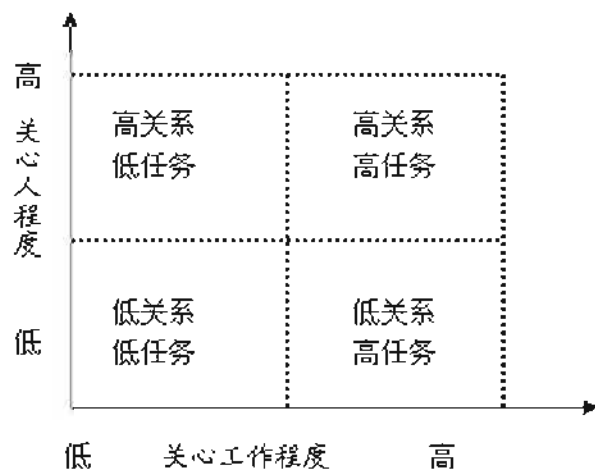 高
关心人程度
低
高关系
低任务
高关系
高任务
低关系
低任务
低关系
高任务
低 关心工作程度 高